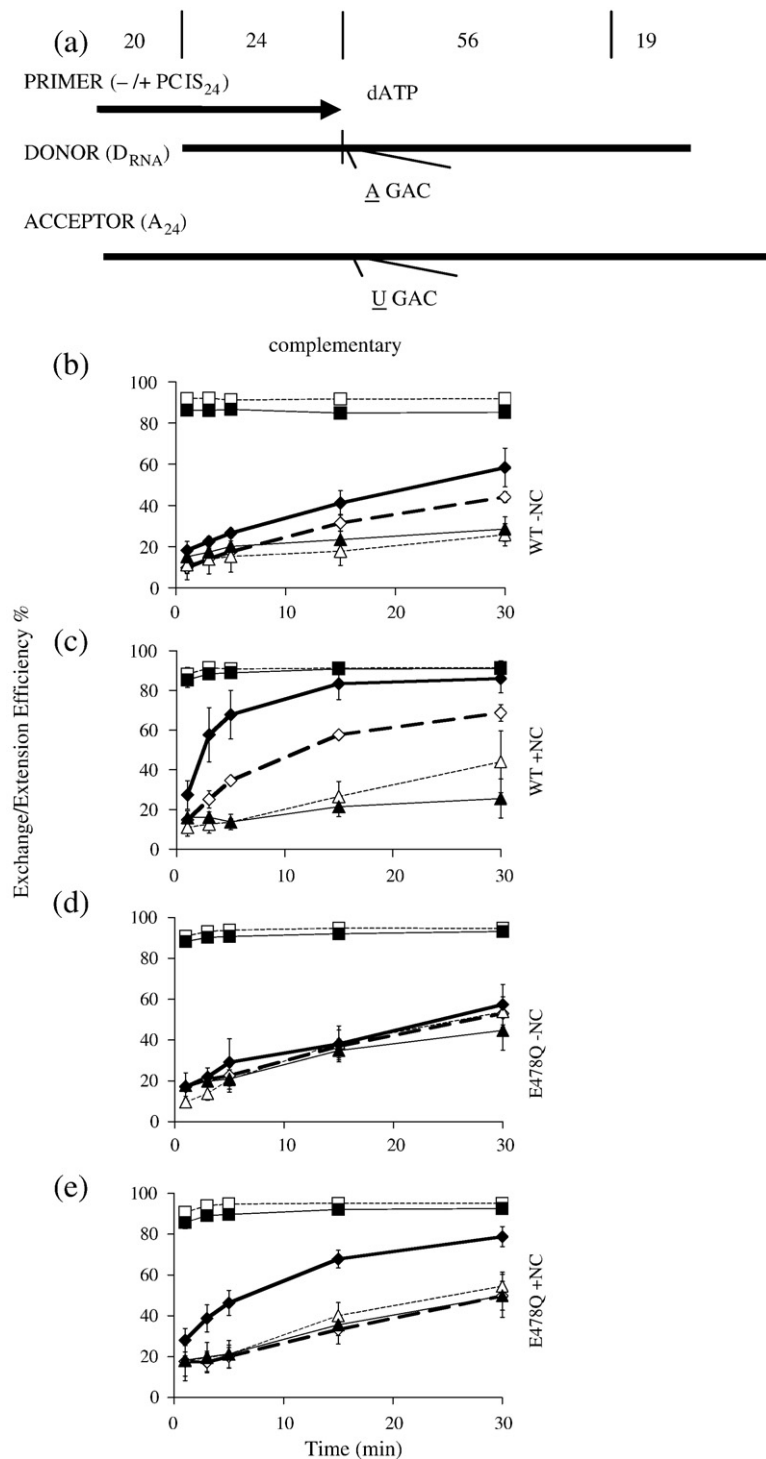 (a)
20 24 56 19
PRIMER (– /+ PCIS24)
dATP
DONOR (DRNA)
A GAC
ACCEPTOR (A24)
U GAC
complementary
(b)
100
80
60
40
20
0
0 10 20 30
WT -NC
(c)
100
80
60
40
20
0
0 10 20 30
WT +NC
Exchange/Extension Efficiency %
(d)
100
80
60
40
20
0
0 10 20 30
E478Q -NC
(e)
100
80
60
40
20
0
0 10 20 30
E478Q +NC
Time (min)